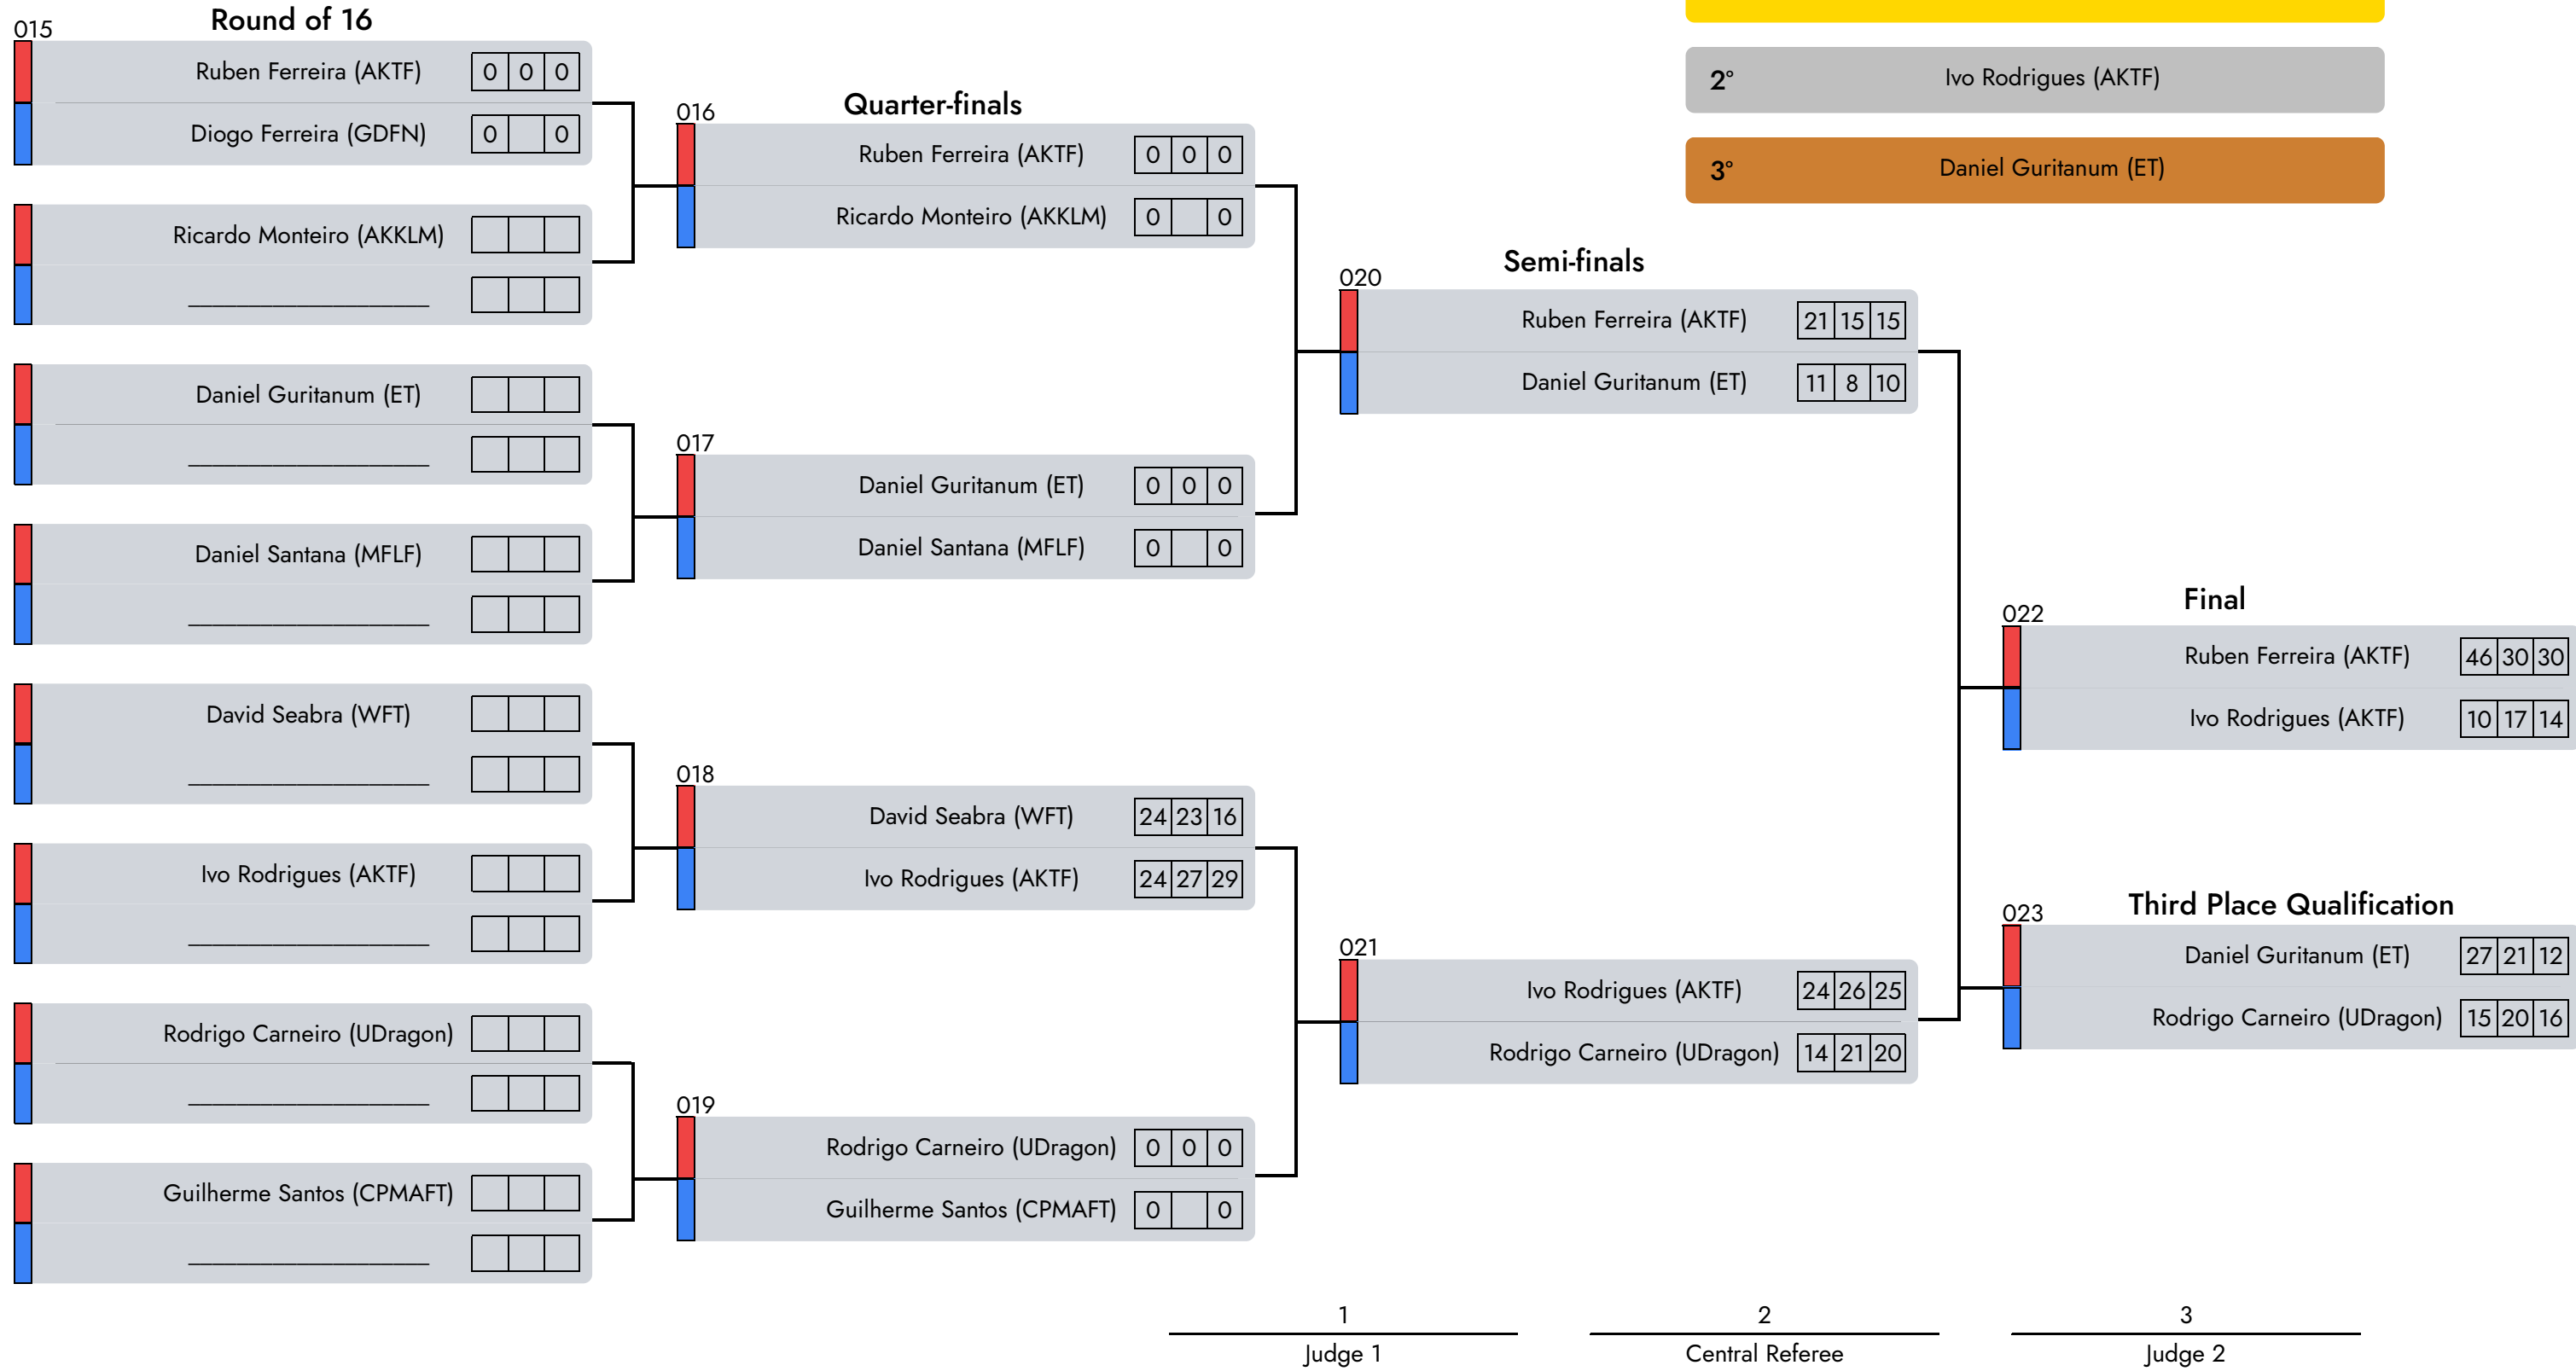 Round of 16
015
Ruben Ferreira (AKTF) 0 0 0
Diogo Ferreira (GDFN) 0 0
Ricardo Monteiro (AKKLM)
Daniel Guritanum (ET)
Daniel Santana (MFLF)
David Seabra (WFT)
Ivo Rodrigues (AKTF)
Rodrigo Carneiro (UDragon)
Guilherme Santos (CPMAFT)
Quarter-finals
016
Ruben Ferreira (AKTF) 0 0 0
Ricardo Monteiro (AKKLM) 0 0
017
Daniel Guritanum (ET) 0 0 0
Daniel Santana (MFLF) 0 0
018
David Seabra (WFT) 24 23 16
Ivo Rodrigues (AKTF) 24 27 29
019
Rodrigo Carneiro (UDragon) 0 0 0
Guilherme Santos (CPMAFT) 0 0
Semi-finals
020
Ruben Ferreira (AKTF) 21 15 15
Daniel Guritanum (ET) 11 8 10
021
Ivo Rodrigues (AKTF) 24 26 25
Rodrigo Carneiro (UDragon) 14 21 20
2° Ivo Rodrigues (AKTF)
3° Daniel Guritanum (ET)
Final
022
Ruben Ferreira (AKTF) 46 30 30
Ivo Rodrigues (AKTF) 10 17 14
Third Place Qualification
023
Daniel Guritanum (ET) 27 21 12
Rodrigo Carneiro (UDragon) 15 20 16
1 2 3
Judge 1 Central Referee Judge 2